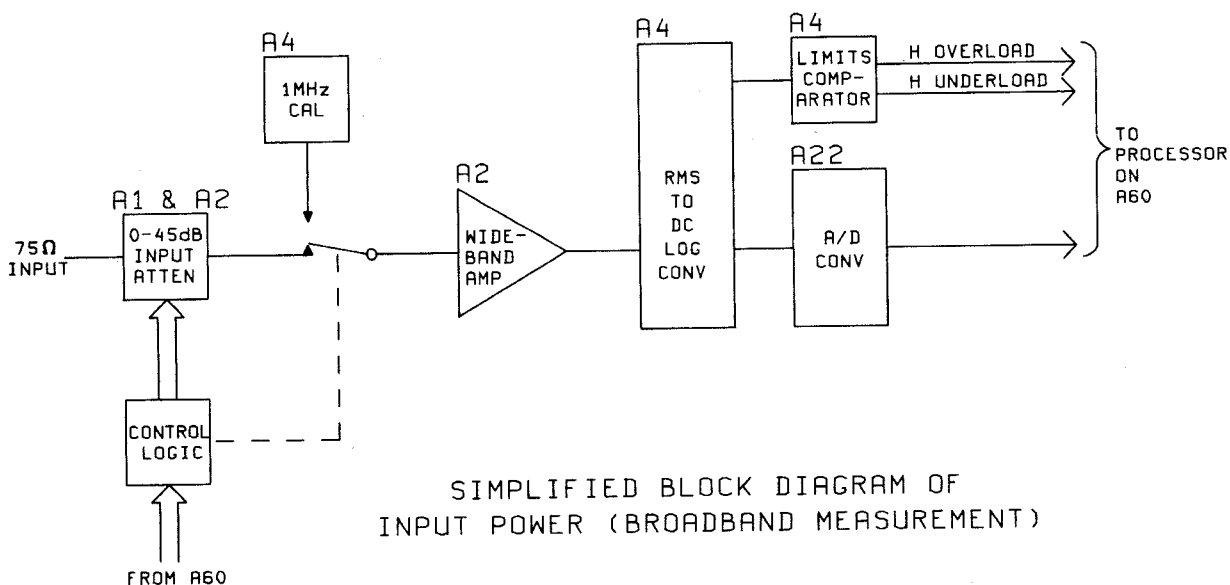 A4
1MHz
CAL
A4
A4
LIMITS
COMP-
ARATOR
H OVERLOAD
H UNDERLOAD
TO
PROCESSOR
ON
A60
A1 & A2
0-45dB
INPUT
ATTEN
75Ω
INPUT
A2
WIDE-
BAND
AMP
RMS
TO
DC
LOG
CONV
A22
A/D
CONV
CONTROL
LOGIC
FROM A60
SIMPLIFIED BLOCK DIAGRAM OF
INPUT POWER (BROADBAND MEASUREMENT)